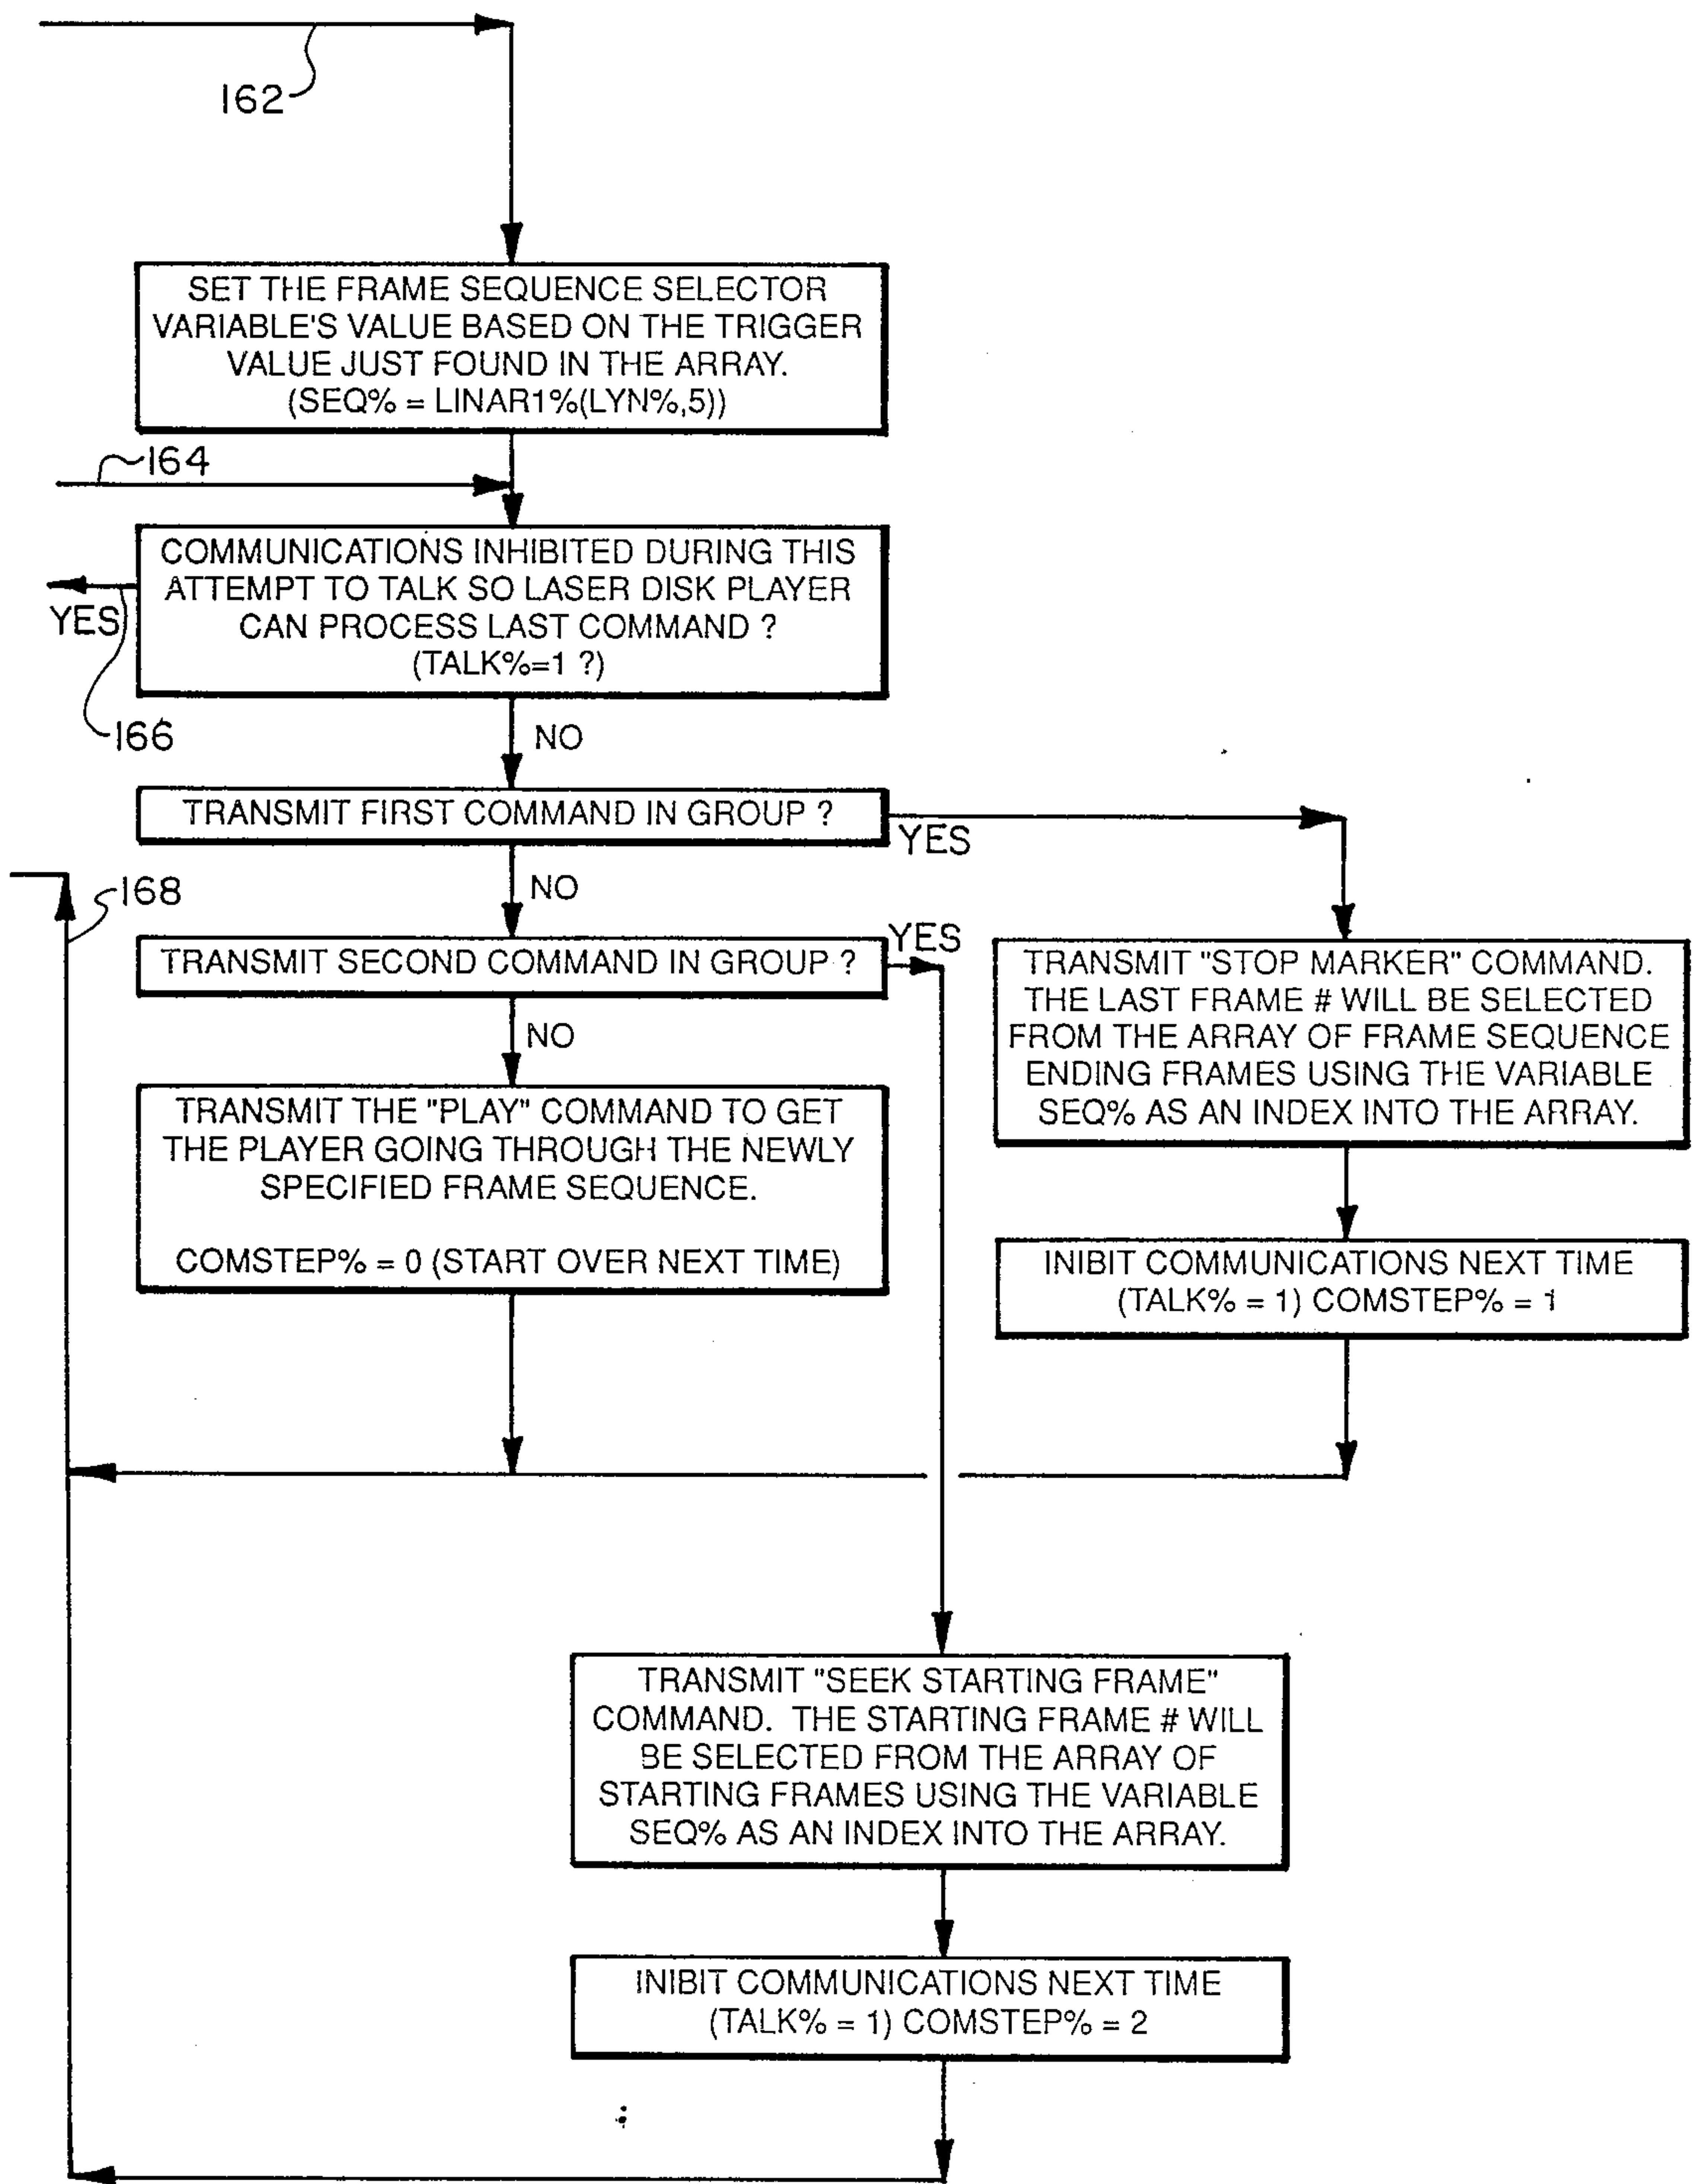 162
SET THE FRAME SEQUENCE SELECTOR
VARIABLE'S VALUE BASED ON THE TRIGGER
VALUE JUST FOUND IN THE ARRAY.
(SEQ% = LINAR1%(LYN%,5))
164
COMMUNICATIONS INHIBITED DURING THIS
ATTEMPT TO TALK SO LASER DISK PLAYER
CAN PROCESS LAST COMMAND ?
(TALK%=1 ?)
YES
166
NO
TRANSMIT FIRST COMMAND IN GROUP ?
YES
168
NO
TRANSMIT SECOND COMMAND IN GROUP ?
YES
TRANSMIT "STOP MARKER" COMMAND.
THE LAST FRAME # WILL BE SELECTED
FROM THE ARRAY OF FRAME SEQUENCE
ENDING FRAMES USING THE VARIABLE
SEQ% AS AN INDEX INTO THE ARRAY.
NO
TRANSMIT THE "PLAY" COMMAND TO GET
THE PLAYER GOING THROUGH THE NEWLY
SPECIFIED FRAME SEQUENCE.
COMSTEP% = 0 (START OVER NEXT TIME)
INIBIT COMMUNICATIONS NEXT TIME
(TALK% = 1) COMSTEP% = 1
TRANSMIT "SEEK STARTING FRAME"
COMMAND. THE STARTING FRAME # WILL
BE SELECTED FROM THE ARRAY OF
STARTING FRAMES USING THE VARIABLE
SEQ% AS AN INDEX INTO THE ARRAY.
INIBIT COMMUNICATIONS NEXT TIME
(TALK% = 1) COMSTEP% = 2